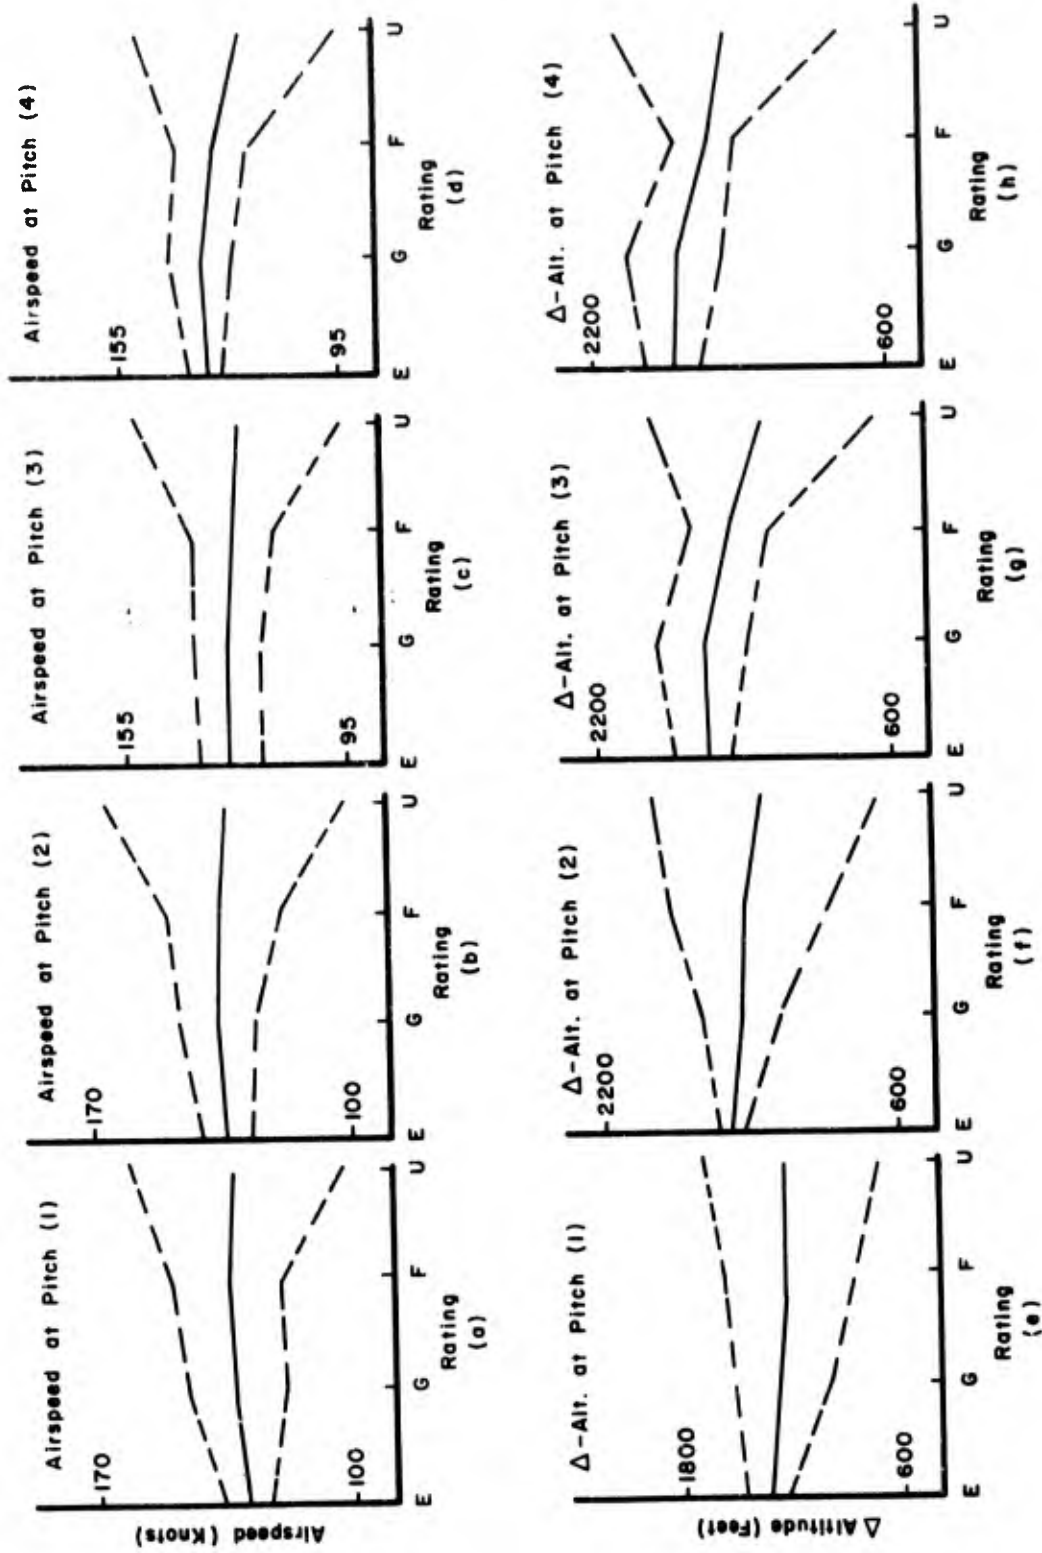 Airspeed at Pitch (1)
Airspeed (Knots)
170
100
E G F U
Rating
(a)
Airspeed at Pitch (2)
170
100
E G F U
Rating
(b)
Airspeed at Pitch (3)
155
95
E G F U
Rating
(c)
Airspeed at Pitch (4)
155
95
E G F U
Rating
(d)
Δ-Alt. at Pitch (1)
Δ Altitude (Feet)
1800
600
E G F U
Rating
(e)
Δ-Alt. at Pitch (2)
2200
600
E G F U
Rating
(f)
Δ-Alt. at Pitch (3)
2200
600
E G F U
Rating
(g)
Δ-Alt. at Pitch (4)
2200
600
E G F U
Rating
(h)